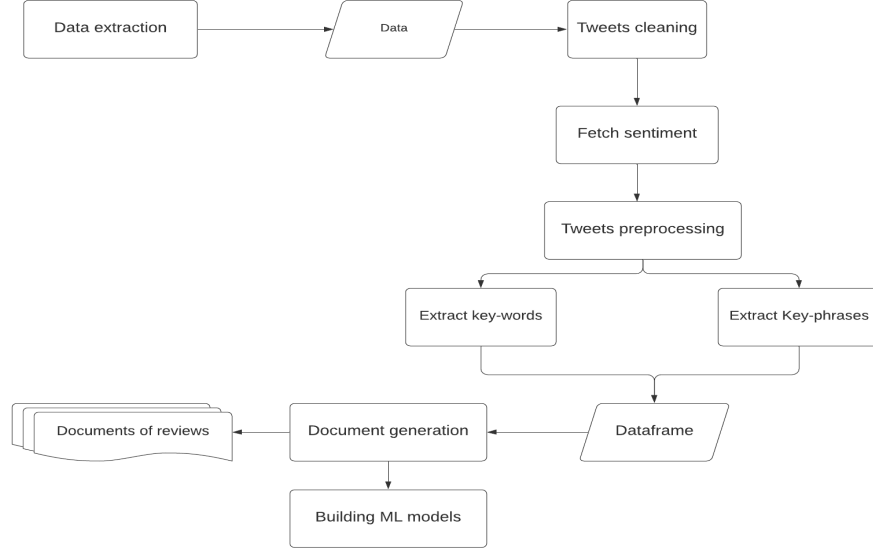 Data extraction
Data
Tweets cleaning
Fetch sentiment
Tweets preprocessing
Extract key-words
Extract Key-phrases
Documents of reviews
Document generation
Dataframe
Building ML models